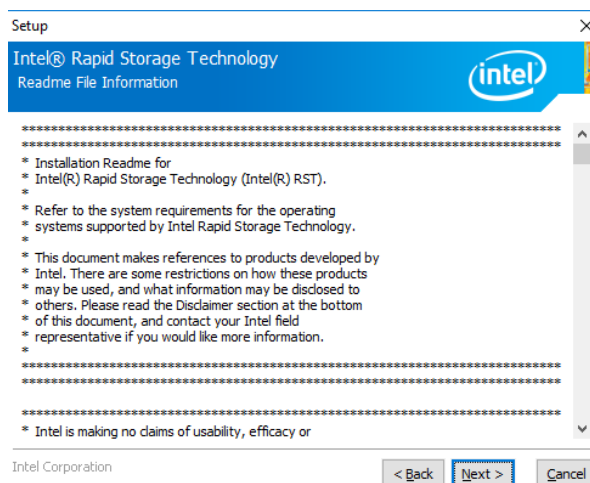 Setup
Intel® Rapid Storage Technology
Readme File Information
intel
******************************************************************************
******************************************************************************
* Installation Readme for
* Intel(R) Rapid Storage Technology (Intel(R) RST).
*
* Refer to the system requirements for the operating
* systems supported by Intel Rapid Storage Technology.
*
* This document makes references to products developed by
* Intel. There are some restrictions on how these products
* may be used, and what information may be disclosed to
* others. Please read the Disclaimer section at the bottom
* of this document, and contact your Intel field
* representative if you would like more information.
*
******************************************************************************
******************************************************************************
******************************************************************************
* Intel is making no claims of usability, efficacy or
Intel Corporation
< Back
Next >
Cancel